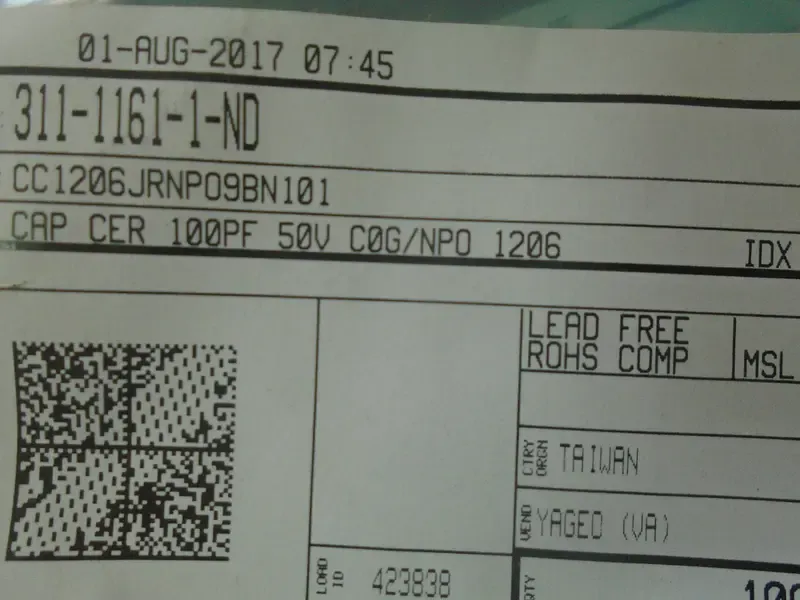 01-AUG-2017 07:45
311-1161-1-ND
CC1206JRNPO9BN101
CAP CER 100PF 50V C0G/NPO 1206
IDX
LEAD FREE
ROHS COMP
MSL
CTRY
ORGN
TAIWAN
VEND
YAGEO (VA)
LOAD
ID
423838
QTY